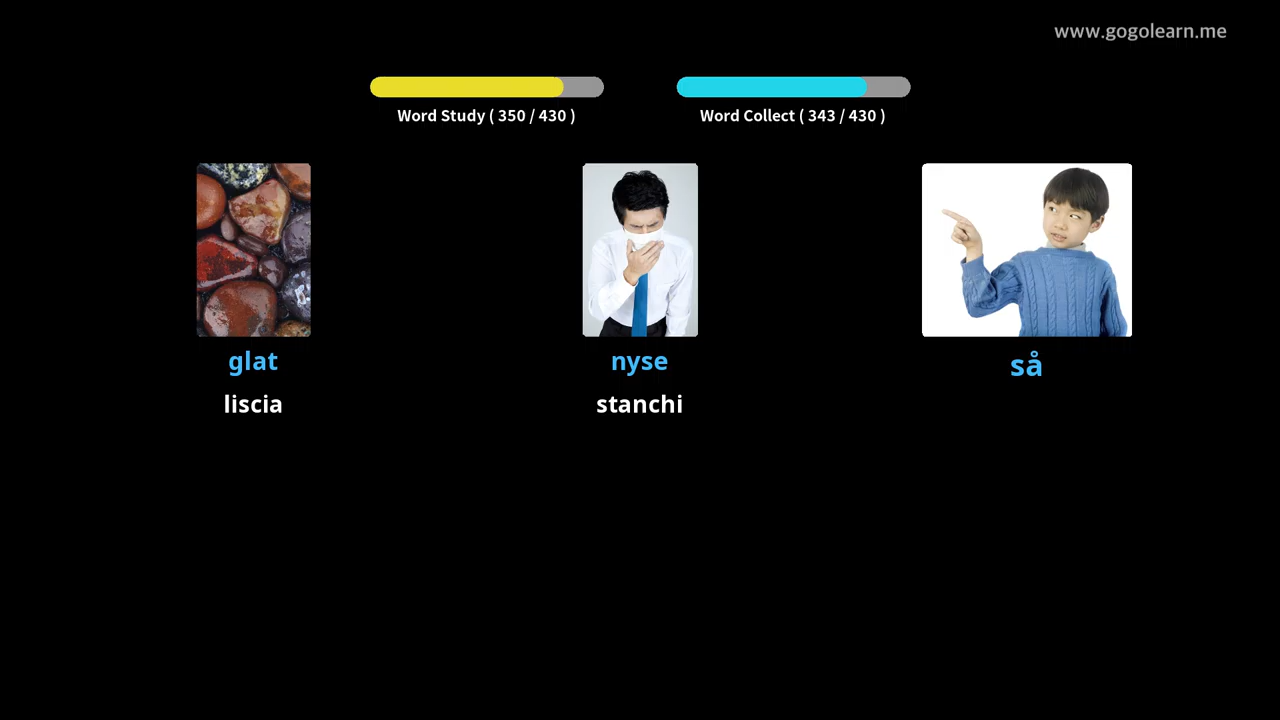 www.gogolearn.me
Word Study ( 350 / 430 )
Word Collect ( 343 / 430 )
glat
nyse
så
liscia
stanchi